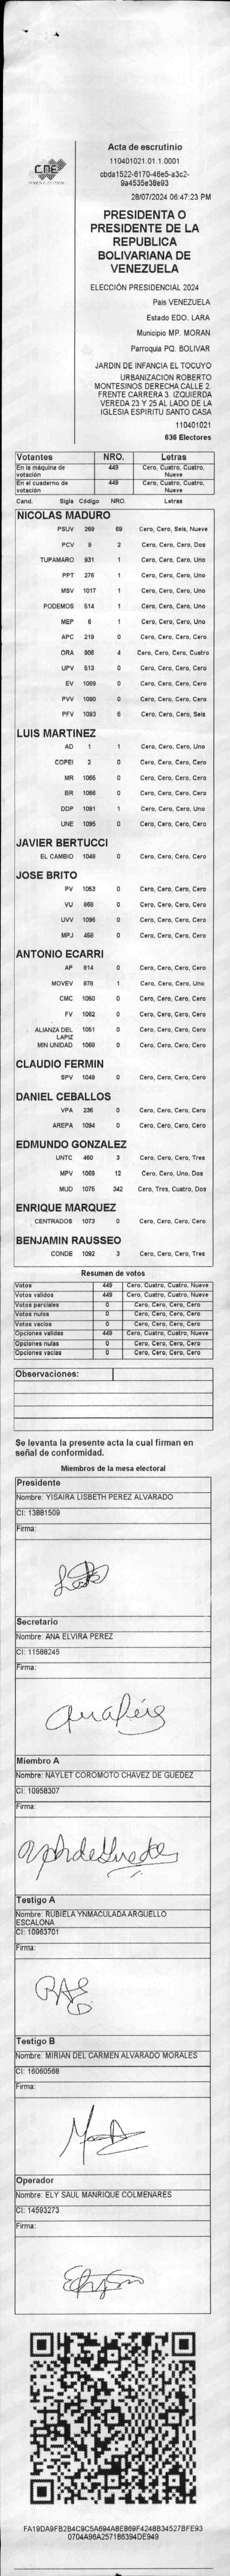 CNE
Acta de escrutinio
110401021.01.1.0001
cbda1522-6170-46e5-a3c2-
9a4535e38e93
28/07/2024 06:47:23 PM
PRESIDENTA O
PRESIDENTE DE LA
REPUBLICA
BOLIVARIANA DE
VENEZUELA
ELECCIÓN PRESIDENCIAL 2024
País VENEZUELA
Estado EDO. LARA
Municipio MP. MORAN
Parroquia PQ. BOLIVAR
JARDIN DE INFANCIA EL TOCUYO
URBANIZACION ROBERTO
MONTESINOS DERECHA CALLE 2.
FRENTE CARRERA 3. IZQUIERDA
VEREDA 23 Y 25 AL LADO DE LA
IGLESIA ESPIRITU SANTO CASA
110401021
636 Electores
Votantes NRO. Letras
En la máquina de votación 449 Cero, Cuatro, Cuatro, Nueve
En el cuaderno de votación 449 Cero, Cuatro, Cuatro, Nueve
Cand. Sigla Código NRO. Letras
NICOLAS MADURO
PSUV 269 69 Cero, Cero, Seis, Nueve
PCV 9 2 Cero, Cero, Cero, Dos
TUPAMARO 931 1 Cero, Cero, Cero, Uno
PPT 276 1 Cero, Cero, Cero, Uno
MSV 1017 1 Cero, Cero, Cero, Uno
PODEMOS 514 1 Cero, Cero, Cero, Uno
MEP 6 1 Cero, Cero, Cero, Uno
APC 219 0 Cero, Cero, Cero, Cero
ORA 906 4 Cero, Cero, Cero, Cuatro
UPV 513 0 Cero, Cero, Cero, Cero
EV 1089 0 Cero, Cero, Cero, Cero
PVV 1090 0 Cero, Cero, Cero, Cero
PFV 1093 6 Cero, Cero, Cero, Seis
LUIS MARTINEZ
AD 1 1 Cero, Cero, Cero, Uno
COPEI 2 0 Cero, Cero, Cero, Cero
MR 1065 0 Cero, Cero, Cero, Cero
BR 1066 0 Cero, Cero, Cero, Cero
DDP 1091 1 Cero, Cero, Cero, Uno
UNE 1095 0 Cero, Cero, Cero, Cero
JAVIER BERTUCCI
EL CAMBIO 1048 0 Cero, Cero, Cero, Cero
JOSE BRITO
PV 1053 0 Cero, Cero, Cero, Cero
VU 868 0 Cero, Cero, Cero, Cero
UVV 1096 0 Cero, Cero, Cero, Cero
MPJ 458 0 Cero, Cero, Cero, Cero
ANTONIO ECARRI
AP 814 0 Cero, Cero, Cero, Cero
MOVEV 878 1 Cero, Cero, Cero, Uno
CMC 1050 0 Cero, Cero, Cero, Cero
FV 1062 0 Cero, Cero, Cero, Cero
ALIANZA DEL LAPIZ 1051 0 Cero, Cero, Cero, Cero
MIN UNIDAD 1068 0 Cero, Cero, Cero, Cero
CLAUDIO FERMIN
SPV 1049 0 Cero, Cero, Cero, Cero
DANIEL CEBALLOS
VPA 236 0 Cero, Cero, Cero, Cero
AREPA 1094 0 Cero, Cero, Cero, Cero
EDMUNDO GONZALEZ
UNTC 460 3 Cero, Cero, Cero, Tres
MPV 1069 12 Cero, Cero, Uno, Dos
MUD 1075 342 Cero, Tres, Cuatro, Dos
ENRIQUE MARQUEZ
CENTRADOS 1073 0 Cero, Cero, Cero, Cero
BENJAMIN RAUSSEO
CONDE 1092 3 Cero, Cero, Cero, Tres
Resumen de votos
Votos 449 Cero, Cuatro, Cuatro, Nueve
Votos validos 449 Cero, Cuatro, Cuatro, Nueve
Votos parciales 0 Cero, Cero, Cero, Cero
Votos nulos 0 Cero, Cero, Cero, Cero
Votos vacios 0 Cero, Cero, Cero, Cero
Opciones validas 449 Cero, Cuatro, Cuatro, Nueve
Opciones nulas 0 Cero, Cero, Cero, Cero
Opciones vacias 0 Cero, Cero, Cero, Cero
Observaciones:
Se levanta la presente acta la cual firman en
señal de conformidad.
Miembros de la mesa electoral
Presidente
Nombre: YISAIRA LISBETH PEREZ ALVARADO
CI: 13881509
Firma:
Secretario
Nombre: ANA ELVIRA PEREZ
CI: 11588245
Firma:
Miembro A
Nombre: NAYLET COROMOTO CHAVEZ DE GUEDEZ
CI: 10958307
Firma:
Testigo A
Nombre: RUBIELA YNMACULADA ARGUELLO
ESCALONA
CI: 10963701
Firma:
Testigo B
Nombre: MIRIAN DEL CARMEN ALVARADO MORALES
CI: 16060568
Firma:
Operador
Nombre: ELY SAUL MANRIQUE COLMENARES
CI: 14593273
Firma:
FA19DA9FB2B4C9C5A694A8E869F4248B34527BFE93
0704A96A257186394DE949